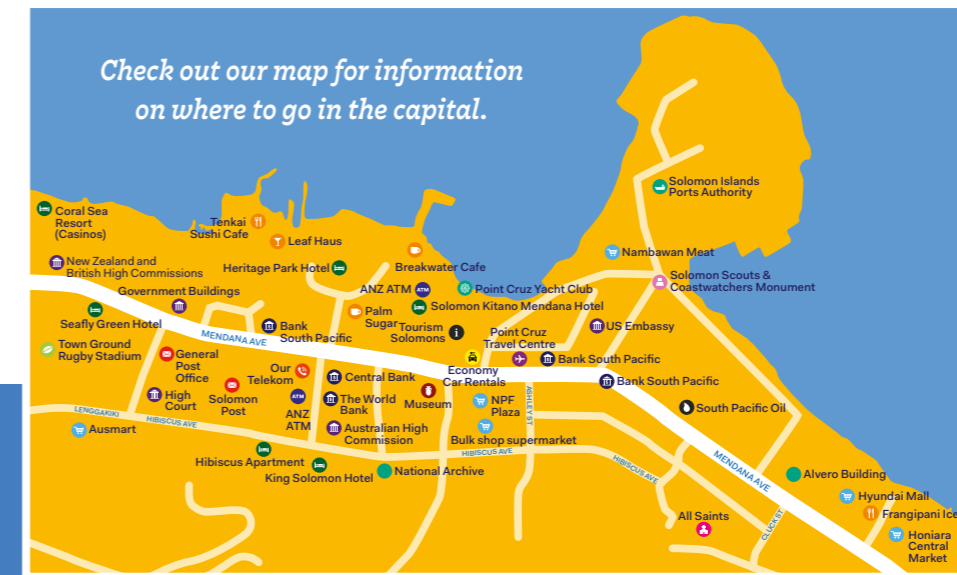 Check out our map for information
on where to go in the capital.
Solomon Islands
Ports Authority
Coral Sea
Resort
(Casinos)
Tenkai
Sushi Cafe
Leaf Haus
Nambawan Meat
New Zealand and
British High Commissions
Heritage Park Hotel
Breakwater Cafe
Solomon Scouts &
Coastwatchers Monument
Government Buildings
ANZ ATM
ATM
Point Cruz Yacht Club
Seafly Green Hotel
Palm
Sugar
Solomon Kitano Mendana Hotel
Bank
South Pacific
Tourism
Solomons
i
Point Cruz
Travel Centre
US Embassy
MENDANA AVE
Town Ground
Rugby Stadium
General
Post
Office
Our
Telekom
Central Bank
Economy
Car Rentals
Bank South Pacific
Bank South Pacific
High
Court
Solomon
Post
ATM
ANZ
ATM
The World
Bank
Museum
NPF
Plaza
ASHLEY ST
South Pacific Oil
LENGGAKIKI
HIBISCUS AVE
Ausmart
Australian High
Commission
Bulk shop supermarket
HIBISCUS AVE
Hibiscus Apartment
King Solomon Hotel
National Archive
HIBISCUS AVE
MENDANA AVE
Alvero Building
Hyundai Mall
Frangipani Ice
All Saints
CLUCK ST
Honiara
Central
Market